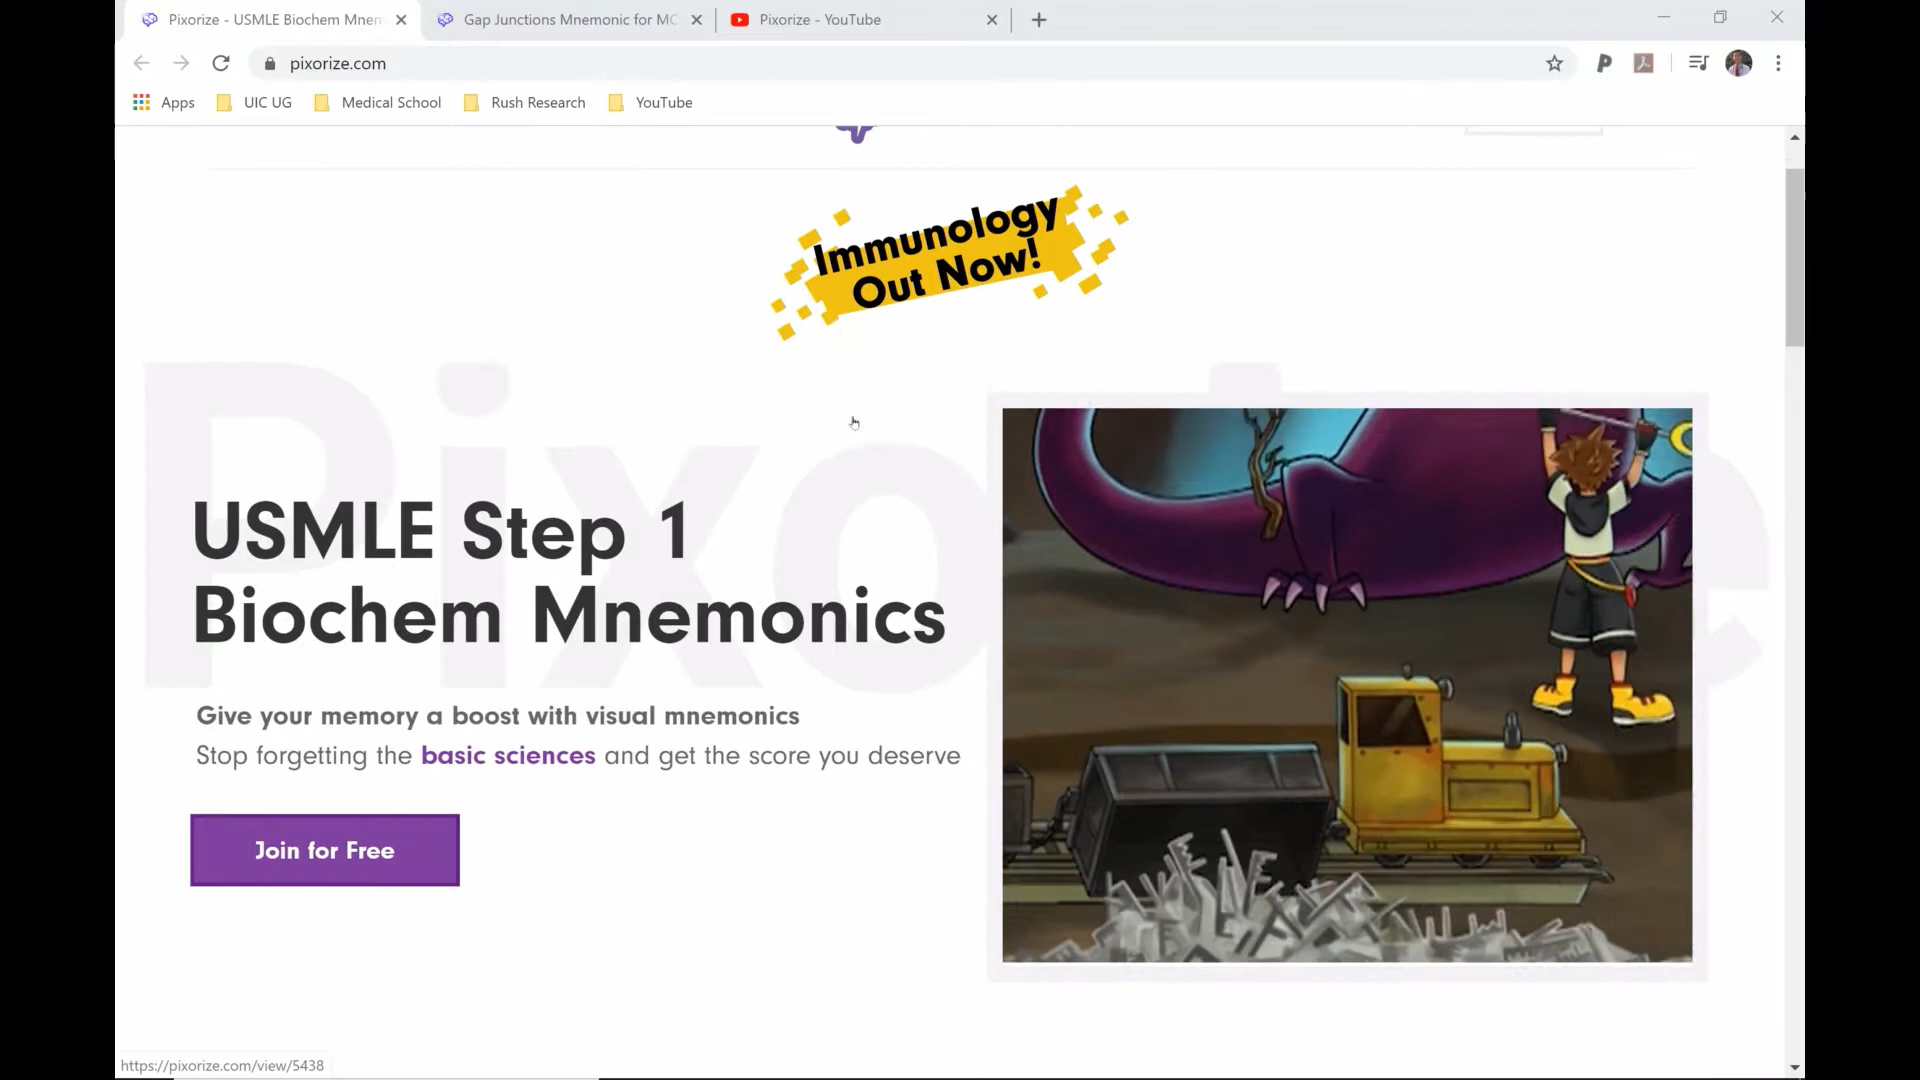 Pixorize - USMLE Biochem Mnem
Gap Junctions Mnemonic for MC
Pixorize - YouTube
pixorize.com
Apps
UIC UG
Medical School
Rush Research
YouTube
Immunology
Out Now!
Pixorize
USMLE Step 1
Biochem Mnemonics
Give your memory a boost with visual mnemonics
Stop forgetting the basic sciences and get the score you deserve
Join for Free
https://pixorize.com/view/5438